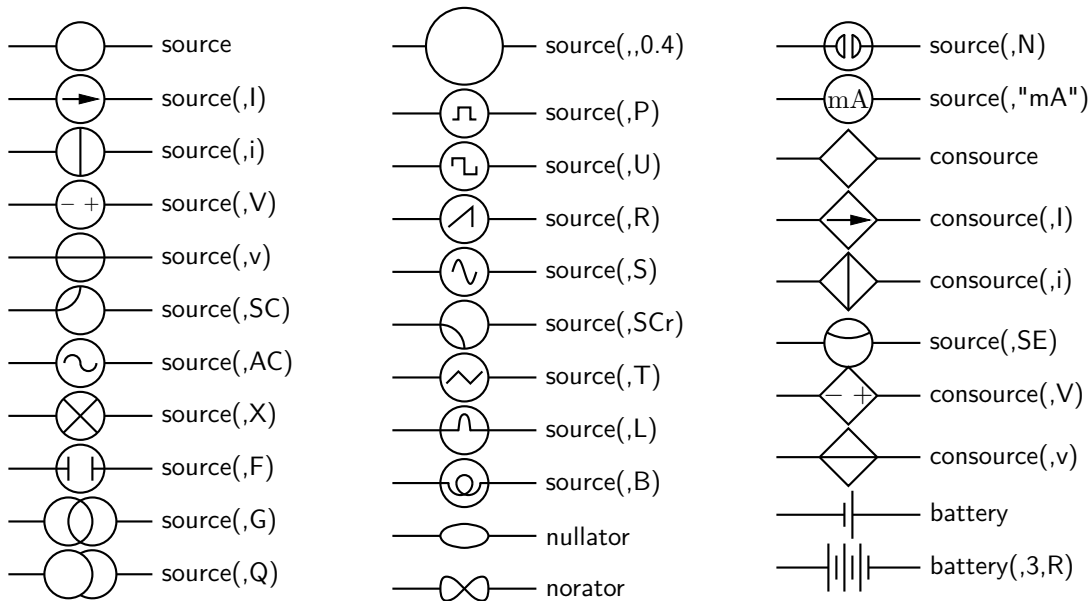 source
source(,I)
source(,i)
− + source(,V)
source(,v)
source(,SC)
source(,AC)
source(,X)
source(,F)
source(,G)
source(,Q)
source(,,0.4)
source(,P)
source(,U)
source(,R)
source(,S)
source(,SCr)
source(,T)
source(,L)
source(,B)
nullator
norator
source(,N)
mA source(,"mA")
consource
consource(,I)
consource(,i)
source(,SE)
− + consource(,V)
consource(,v)
battery
battery(,3,R)